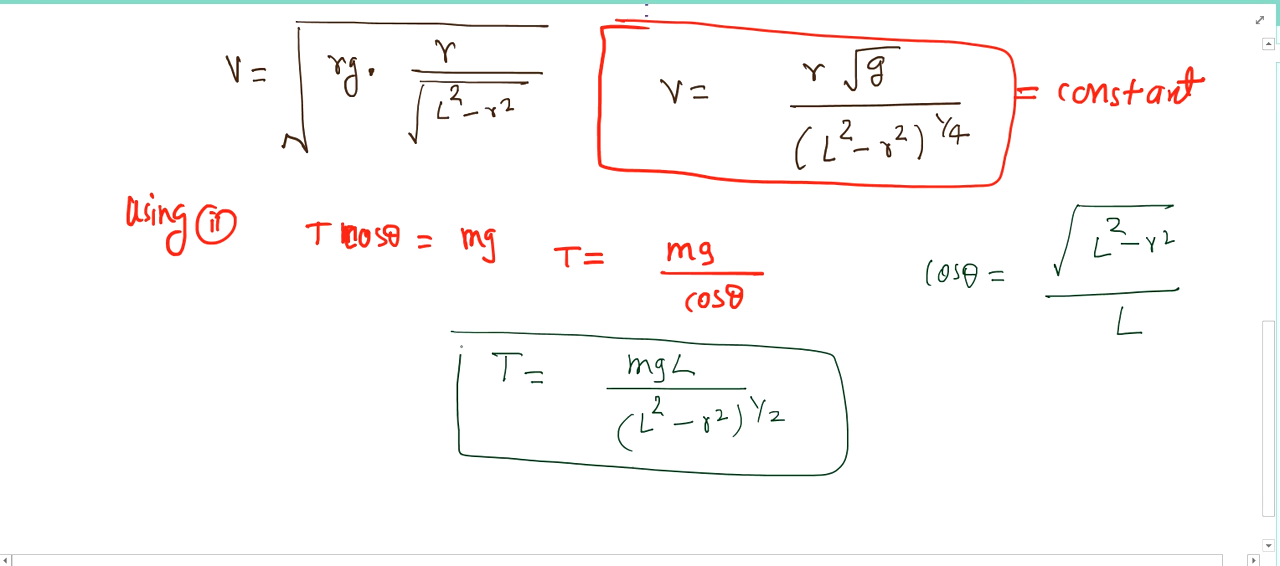 V = √(rg · r/√(L² - r²)) V = r√g/(L² - r²)^1/4 = constant
using (ii) T cosθ = mg T = mg/cosθ cosθ = √(L² - r²)/L
T = mgL/(L² - r²)^1/2